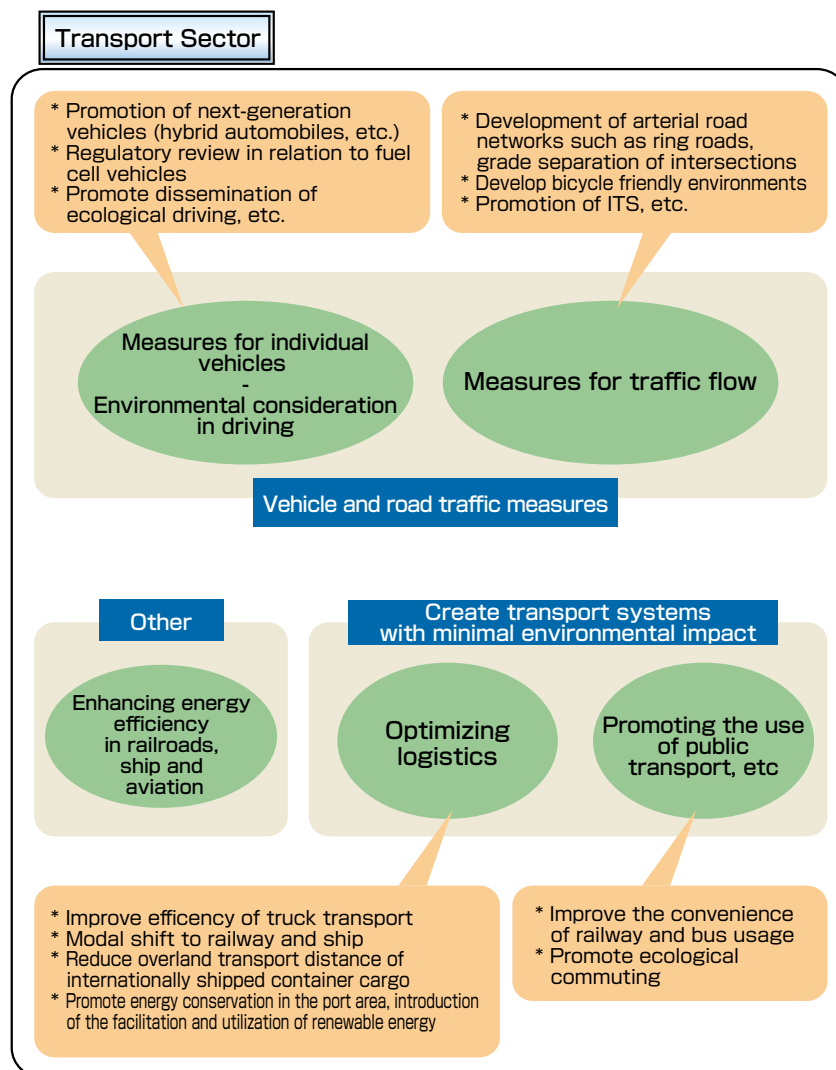 Transport Sector
* Promotion of next-generation
vehicles (hybrid automobiles, etc.)
* Regulatory review in relation to fuel
cell vehicles
* Promote dissemination of
ecological driving, etc.
* Development of arterial road
networks such as ring roads,
grade separation of intersections
* Develop bicycle friendly environments
* Promotion of ITS, etc.
Measures for individual
vehicles
-
Environmental consideration
in driving
Measures for traffic flow
Vehicle and road traffic measures
Other
Enhancing energy
efficiency
in railroads,
ship and
aviation
Create transport systems
with minimal environmental impact
Optimizing
logistics
Promoting the use
of public
transport, etc
* Improve efficency of truck transport
* Modal shift to railway and ship
* Reduce overland transport distance of
internationally shipped container cargo
* Promote energy conservation in the port area, introduction
of the facilitation and utilization of renewable energy
* Improve the convenience
of railway and bus usage
* Promote ecological
commuting